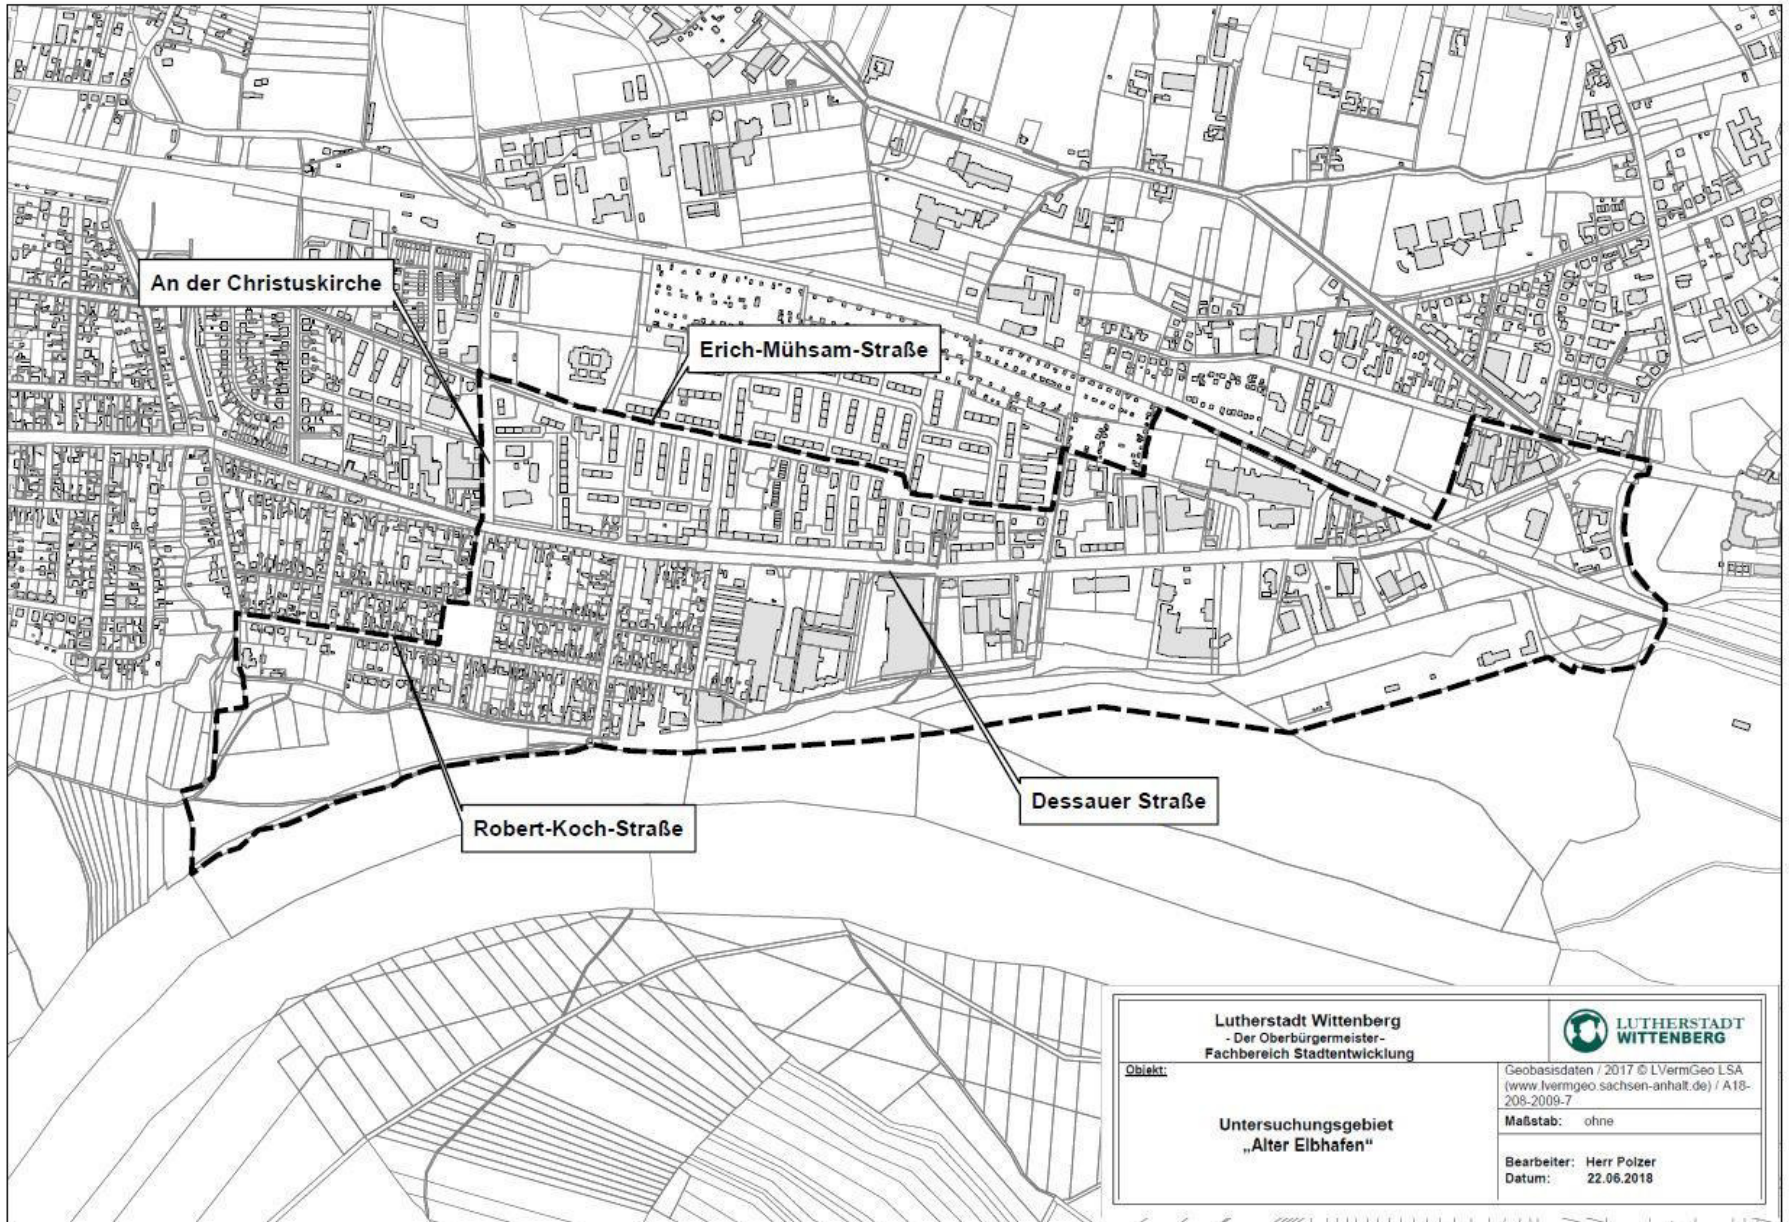 An der Christuskirche
Erich-Mühsam-Straße
Dessauer Straße
Robert-Koch-Straße
Lutherstadt Wittenberg
- Der Oberbürgermeister-
Fachbereich Stadtentwicklung
LUTHERSTADT
WITTENBERG
Objekt:
Untersuchungsgebiet
„Alter Elbhafen“
Geobasisdaten / 2017 © LVermGeo LSA
(www.lvermgeo.sachsen-anhalt.de) / A18-
208-2009-7
Maßstab: ohne
Bearbeiter: Herr Polzer
Datum: 22.06.2018